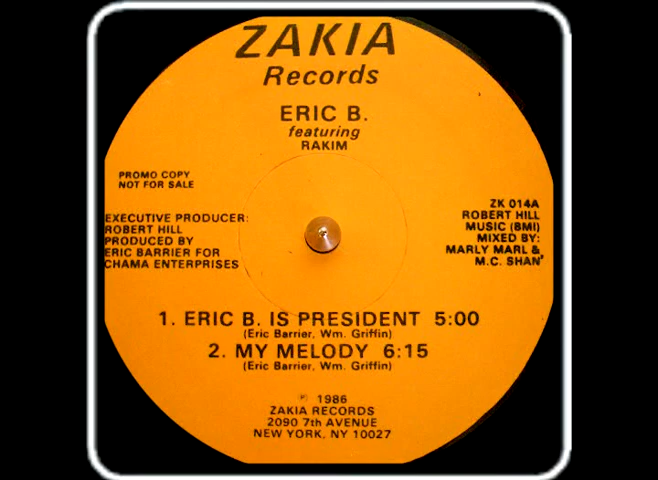 ZAKIA
Records
ERIC B.
featuring
RAKIM
PROMO COPY
NOT FOR SALE
EXECUTIVE PRODUCER:
ROBERT HILL
PRODUCED BY
ERIC BARRIER FOR
CHAMA ENTERPRISES
ZK 014A
ROBERT HILL
MUSIC (BMI)
MIXED BY:
MARLY MARL &
M.C. SHAN
1. ERIC B. IS PRESIDENT 5:00
(Eric Barrier, Wm. Griffin)
2. MY MELODY 6:15
(Eric Barrier, Wm. Griffin)
℗ 1986
ZAKIA RECORDS
2090 7th AVENUE
NEW YORK, NY 10027